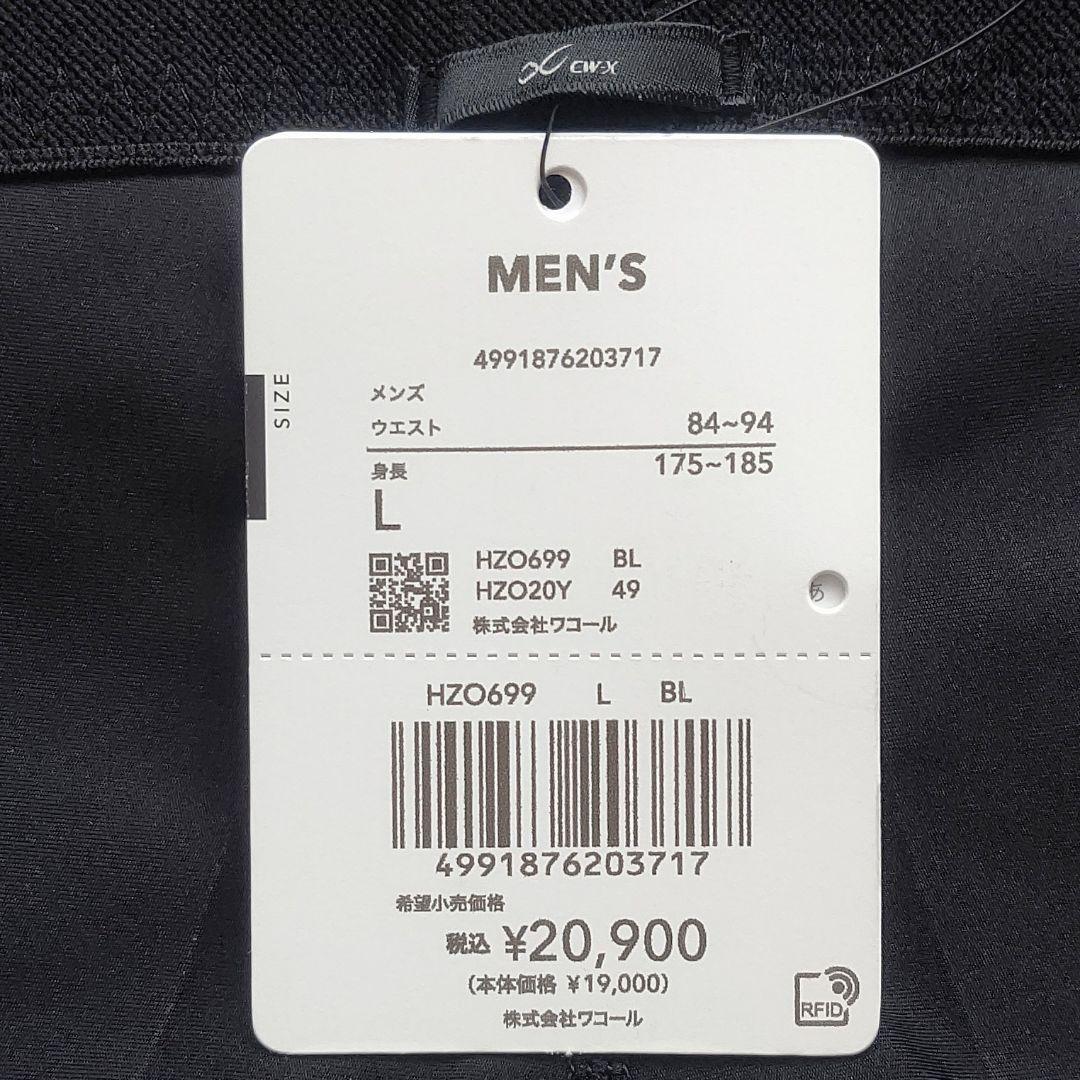 CW-X
MEN'S
4991876203717
SIZE
メンズ
ウエスト 84~94
身長 175~185
L
HZO699 BL
HZO20Y 49
株式会社ワコール
あ
HZO699 L BL
4991876203717
希望小売価格
税込 ¥20,900
(本体価格 ¥19,000)
株式会社ワコール
RFID